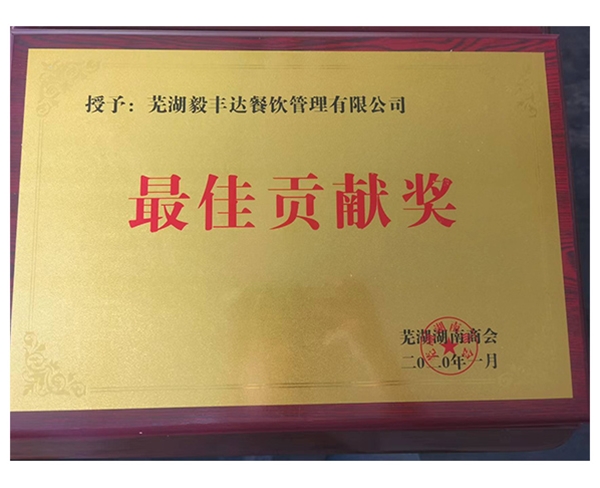 授予：芜湖毅丰达餐饮管理有限公司
最佳贡献奖
芜湖湖南商会
二〇二〇年一月